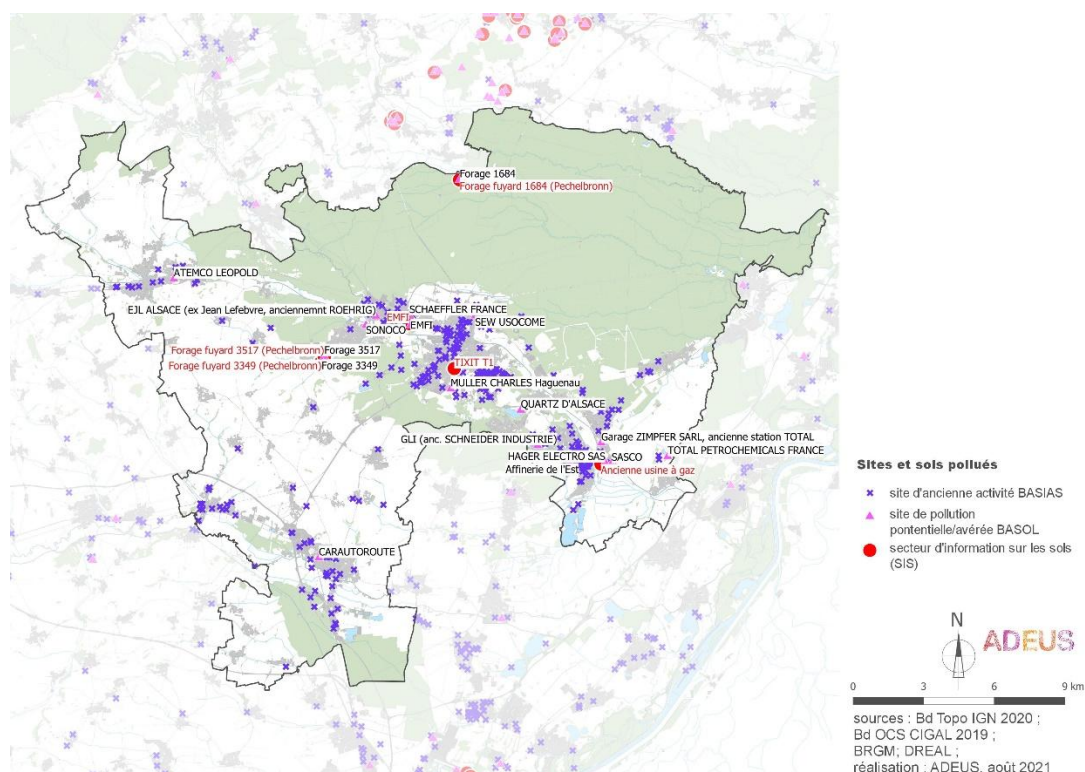 Forage 1684
Forage fuyard 1684 (Pechelbronn)
ATEMCO LEOPOLD
EJL ALSACE (ex Jean Lefebvre, anciennemnt ROEHRIG)
SCHAEFFLER FRANCE
EMFI
EMFI
SONOCO
SEW USOCOME
Forage fuyard 3517 (Pechelbronn)
Forage 3517
Forage fuyard 3349 (Pechelbronn)
Forage 3349
TIXIT T1
MULLER CHARLES Haguenau
QUARTZ D'ALSACE
GLI (anc. SCHNEIDER INDUSTRIE)
Garage ZIMPFER SARL, ancienne station TOTAL
TOTAL PETROCHEMICALS FRANCE
HAGER ELECTRO SAS
SASCO
Affinerie de l'Est
Ancienne usine à gaz
CARAUTOROUTE
Sites et sols pollués
site d'ancienne activité BASIAS
site de pollution
pontentielle/avérée BASOL
secteur d'information sur les sols
(SIS)
N
ADEUS
0 3 6 9 km
sources : Bd Topo IGN 2020 ;
Bd OCS CIGAL 2019 ;
BRGM; DREAL ;
réalisation : ADEUS, août 2021